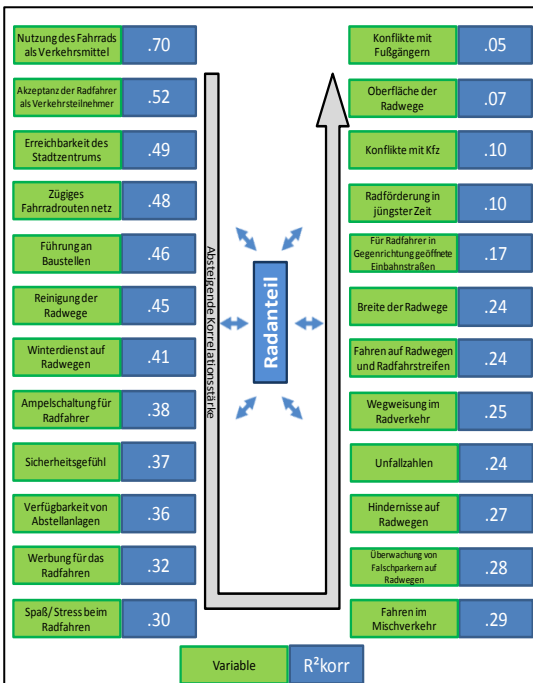 Nutzung des Fahrrads
als Verkehrsmittel
.70
Akzeptanz der Radfahrer
als Verkehrsteilnehmer
.52
Erreichbarkeit des
Stadtzentrums
.49
Zügiges
Fahrradrouten netz
.48
Führung an
Baustellen
.46
Reinigung der
Radwege
.45
Winterdienst auf
Radwegen
.41
Ampelschaltung für
Radfahrer
.38
Sicherheitsgefühl
.37
Verfügbarkeit von
Abstellanlagen
.36
Werbung für das
Radfahren
.32
Spaß/ Stress beim
Radfahren
.30
Absteigende Korrelationsstärke
Radanteil
Konflikte mit
Fußgängern
.05
Oberfläche der
Radwege
.07
Konflikte mit Kfz
.10
Radförderung in
jüngster Zeit
.10
Für Radfahrer in
Gegenrichtung geöffnete
Einbahnstraßen
.17
Breite der Radwege
.24
Fahren auf Radwegen
und Radfahrstreifen
.24
Wegweisung im
Radverkehr
.25
Unfallzahlen
.24
Hindernisse auf
Radwegen
.27
Überwachung von
Falschparkern auf
Radwegen
.28
Fahren im
Mischverkehr
.29
Variable
R²korr